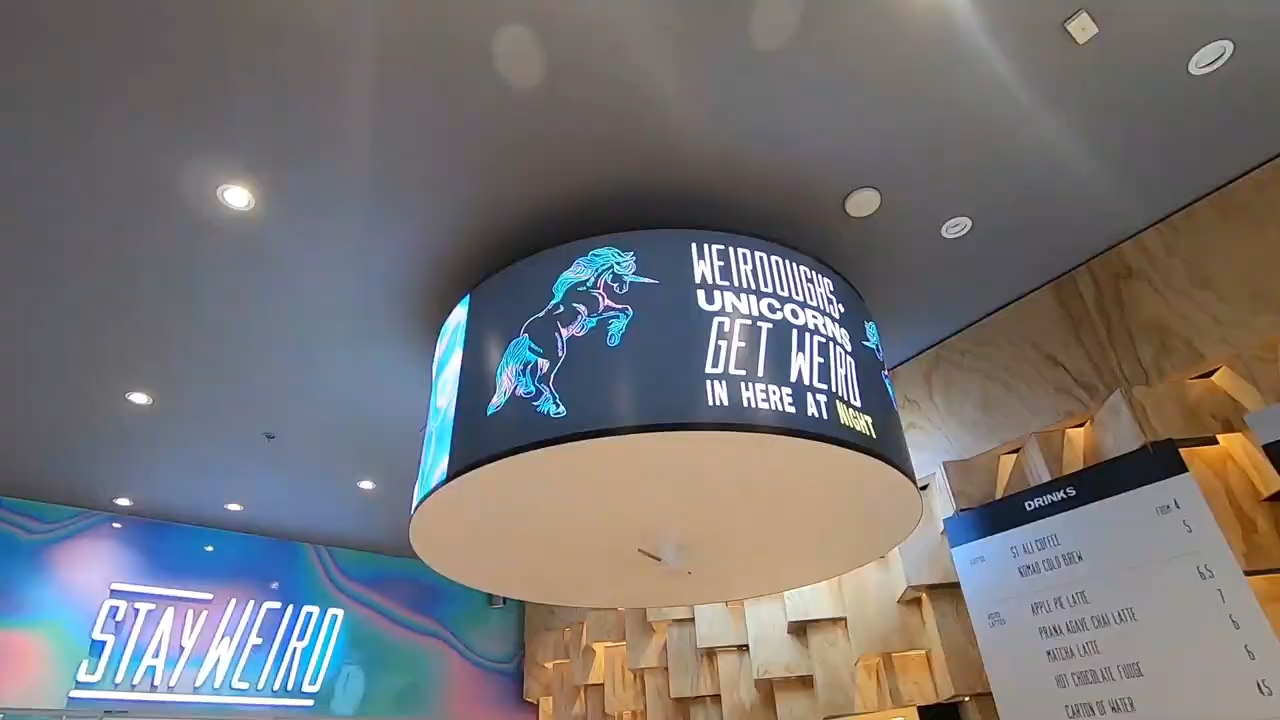 WEIRDOUGHS.
UNICORNS
GET WEIRD
IN HERE AT NIGHT
STAY WEIRD
DRINKS
FROM 4
COFFEE ST ALI COFFEE 5
NOMAD COLD BREW
APPLE PIE LATTE 6.5
PRANA AGAVE CHAI LATTE 7
MATCHA LATTE 6
HOT CHOCOLATE FUDGE 6
CARTON OF WATER 4.5